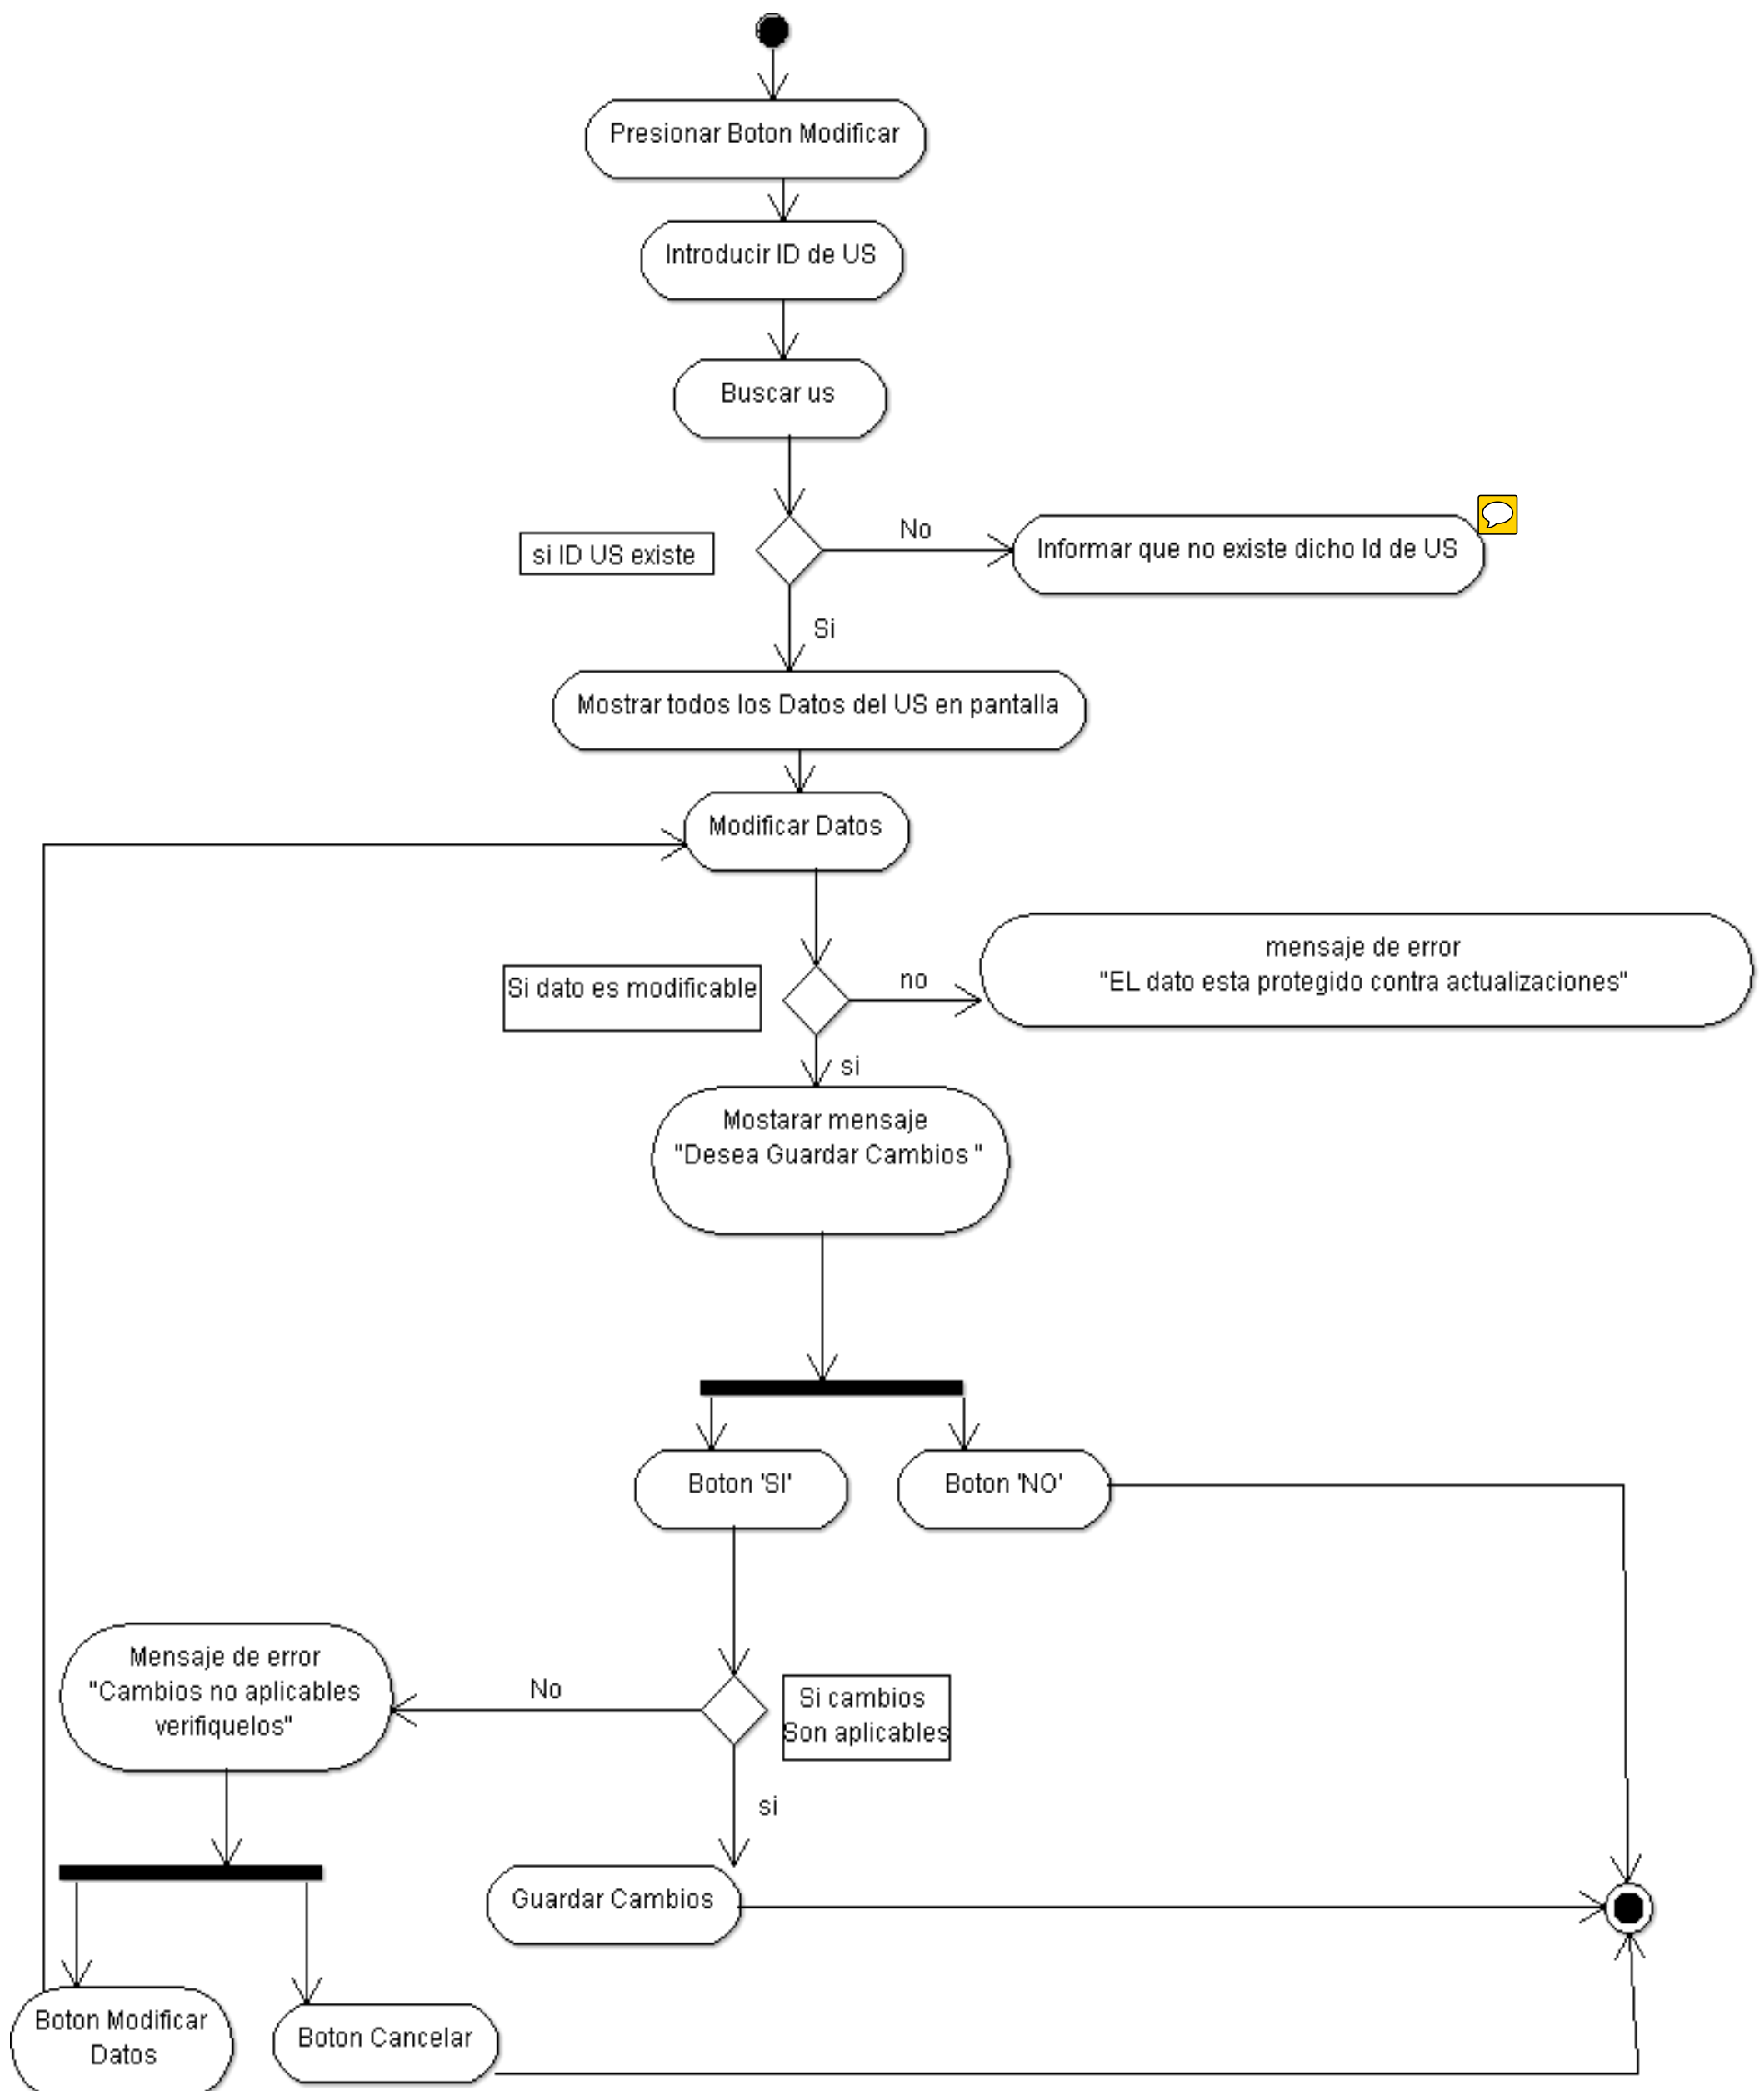 Presionar Boton Modificar
Introducir ID de US
Buscar us
si ID US existe
No
Informar que no existe dicho Id de US
Si
Mostrar todos los Datos del US en pantalla
Modificar Datos
Si dato es modificable
no
mensaje de error
"EL dato esta protegido contra actualizaciones"
si
Mostarar mensaje
"Desea Guardar Cambios "
Boton 'SI'
Boton 'NO'
Mensaje de error
"Cambios no aplicables
verifiquelos"
No
Si cambios
Son aplicables
si
Guardar Cambios
Boton Modificar
Datos
Boton Cancelar